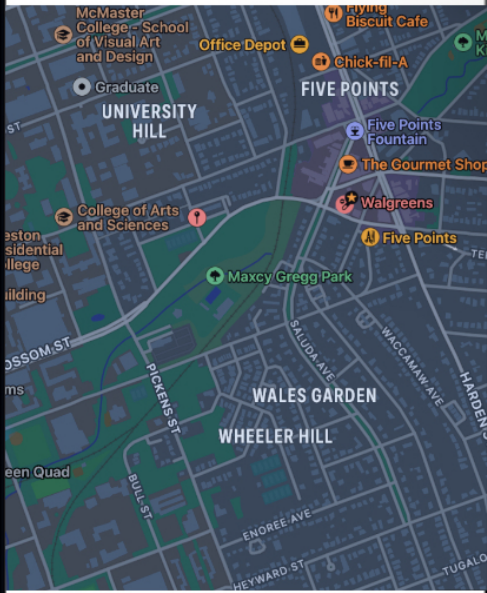 McMaster
College - School
of Visual Art
and Design
Flying
Biscuit Cafe
Office Depot
Chick-fil-A
Graduate
FIVE POINTS
UNIVERSITY
HILL
ST
Five Points
Fountain
The Gourmet Shop
College of Arts
and Sciences
Walgreens
Five Points
eston
sidential
llege
Maxcy Gregg Park
uilding
OSSOM ST
SALUDA AVE
WACCAMAW AVE
ms
PICKENS ST
WALES GARDEN
HARDEN
WHEELER HILL
een Quad
BULL ST
ENOREE AVE
HEYWARD ST
TUGALO